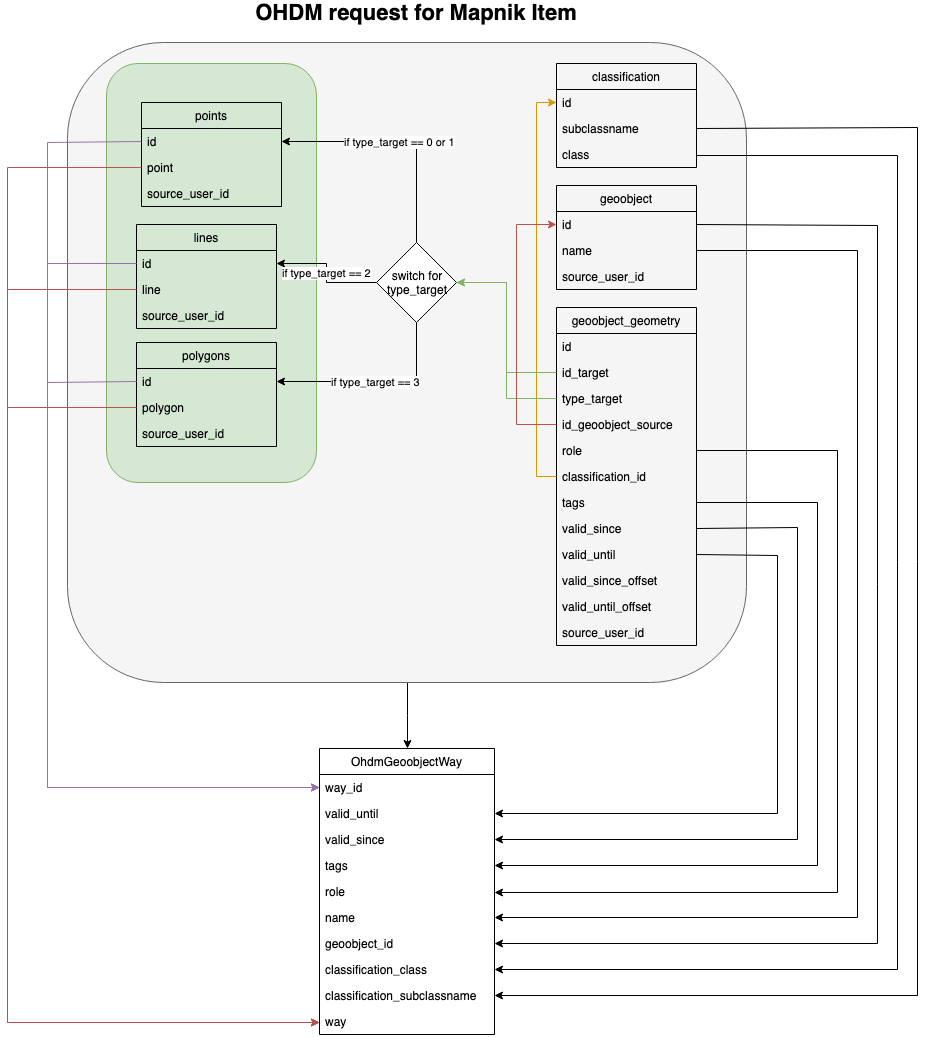 OHDM request for Mapnik Item
points
id
point
source_user_id
lines
id
line
source_user_id
polygons
id
polygon
source_user_id
if type_target == 0 or 1
if type_target == 2
switch for
type_target
if type_target == 3
classification
id
subclassname
class
geoobject
id
name
source_user_id
geoobject_geometry
id
id_target
type_target
id_geoobject_source
role
classification_id
tags
valid_since
valid_until
valid_since_offset
valid_until_offset
source_user_id
OhdmGeoobjectWay
way_id
valid_until
valid_since
tags
role
name
geoobject_id
classification_class
classification_subclassname
way